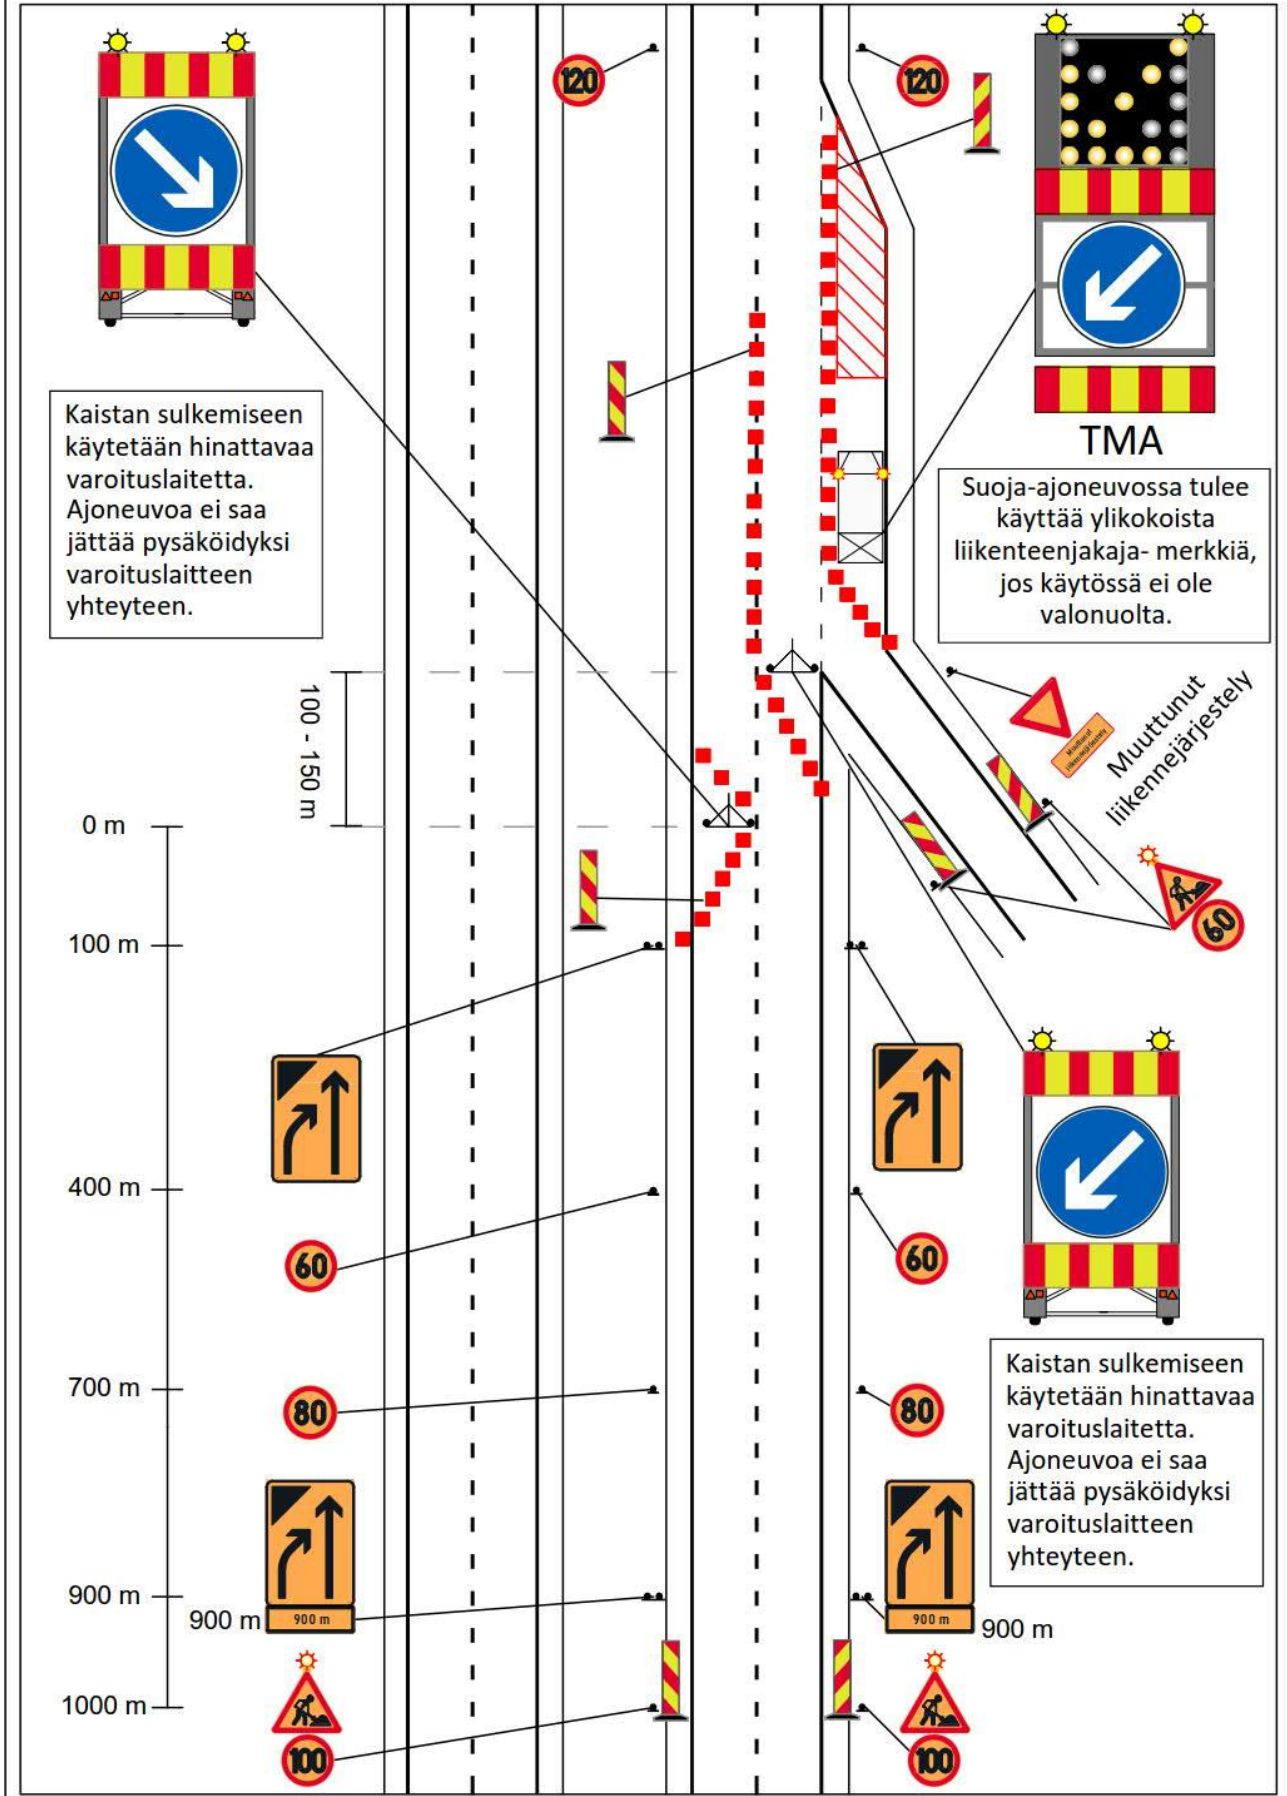 120
120
Kaistan sulkemiseen
käytetään hinattavaa
varoituslaitetta.
Ajoneuvoa ei saa
jättää pysäköidyksi
varoituslaitteen
yhteyteen.
TMA
Suoja-ajoneuvossa tulee
käyttää ylikokoista
liikenteenjakaja- merkkiä,
jos käytössä ei ole
valonuolta.
100 - 150 m
Muuttunut
liikennejärjestely
Muuttunut
liikennejärjestely
60
0 m
100 m
400 m
60
60
700 m
80
80
Kaistan sulkemiseen
käytetään hinattavaa
varoituslaitetta.
Ajoneuvoa ei saa
jättää pysäköidyksi
varoituslaitteen
yhteyteen.
900 m
900 m
900 m
900 m
900 m
1000 m
100
100